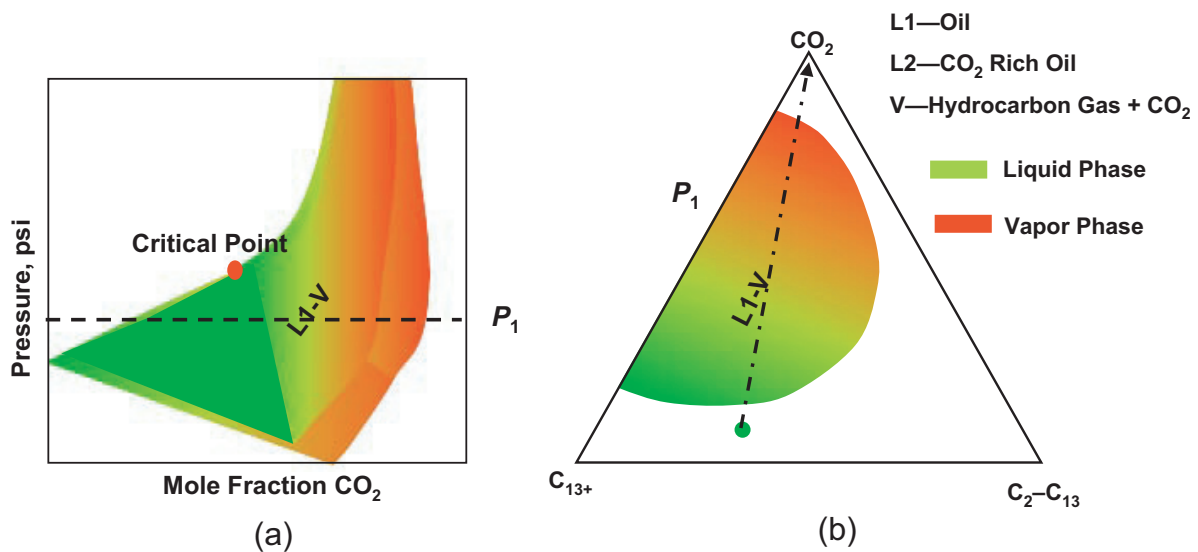 Pressure, psi
Critical Point
L1-V
P₁
Mole Fraction CO₂
(a)
CO₂
P₁
L1-V
C₁₃₊
C₂–C₁₃
(b)
L1—Oil
L2—CO₂ Rich Oil
V—Hydrocarbon Gas + CO₂
Liquid Phase
Vapor Phase